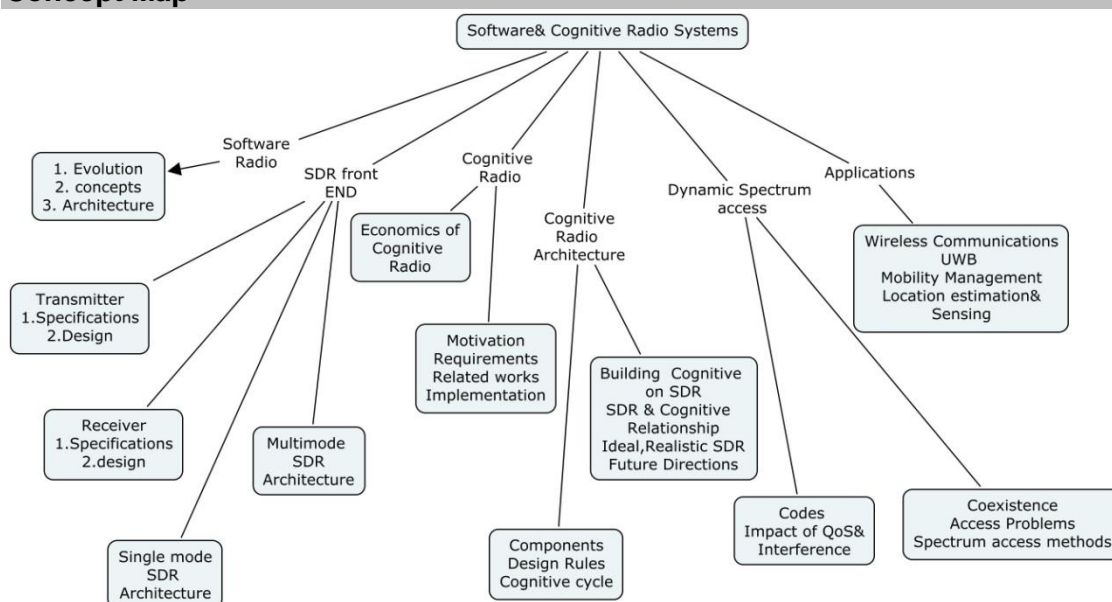 Concept Map
Software& Cognitive Radio Systems
Software
Radio
1. Evolution
2. concepts
3. Architecture
SDR front
END
Transmitter
1.Specifications
2.Design
Receiver
1.Specifications
2.design
Single mode
SDR
Architecture
Multimode
SDR
Architecture
Cognitive
Radio
Economics of
Cognitive
Radio
Motivation
Requirements
Related works
Implementation
Cognitive
Radio
Architecture
Components
Design Rules
Cognitive cycle
Building Cognitive
on SDR
SDR & Cognitive
Relationship
Ideal,Realistic SDR
Future Directions
Dynamic Spectrum
access
Codes
Impact of QoS&
Interference
Coexistence
Access Problems
Spectrum access methods
Applications
Wireless Communications
UWB
Mobility Management
Location estimation&
Sensing